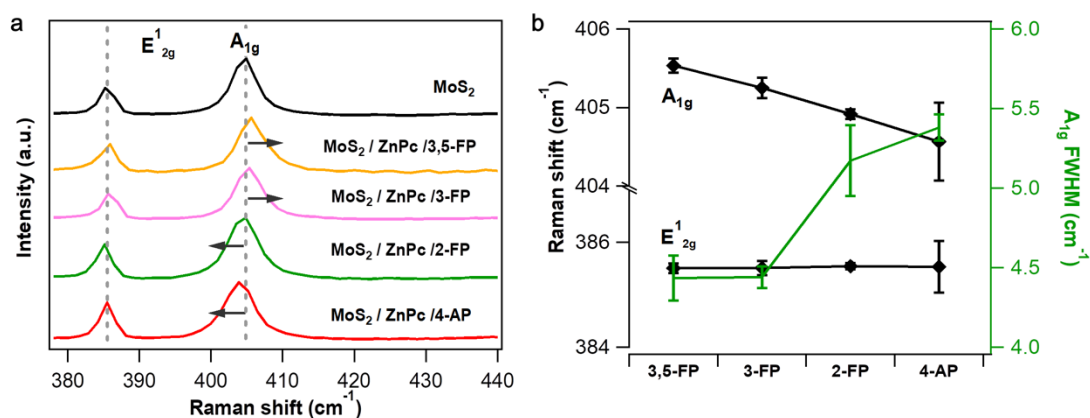 a
E¹₂g
A₁g
MoS₂
MoS₂ / ZnPc /3,5-FP
MoS₂ / ZnPc /3-FP
MoS₂ / ZnPc /2-FP
MoS₂ / ZnPc /4-AP
Intensity (a.u.)
380 390 400 410 420 430 440
Raman shift (cm⁻¹)
b
406
405
404
386
384
Raman shift (cm⁻¹)
A₁g
E¹₂g
6.0
5.5
5.0
4.5
4.0
A₁g FWHM (cm⁻¹)
3,5-FP 3-FP 2-FP 4-AP